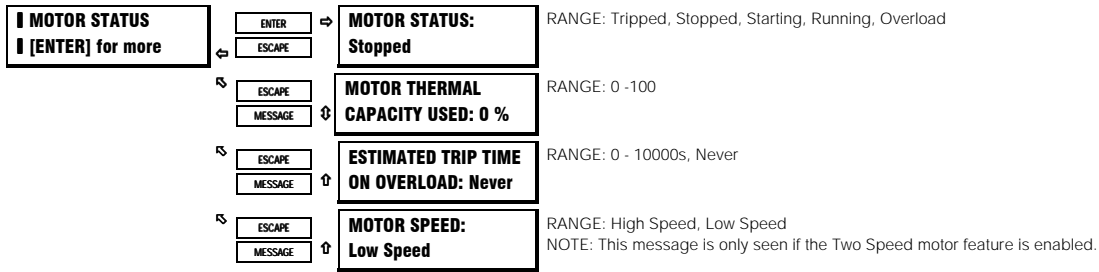 MOTOR STATUS
[ENTER] for more
ENTER
ESCAPE
MOTOR STATUS:
Stopped
RANGE: Tripped, Stopped, Starting, Running, Overload
ESCAPE
MESSAGE
MOTOR THERMAL
CAPACITY USED: 0 %
RANGE: 0 -100
ESCAPE
MESSAGE
ESTIMATED TRIP TIME
ON OVERLOAD: Never
RANGE: 0 - 10000s, Never
ESCAPE
MESSAGE
MOTOR SPEED:
Low Speed
RANGE: High Speed, Low Speed
NOTE: This message is only seen if the Two Speed motor feature is enabled.